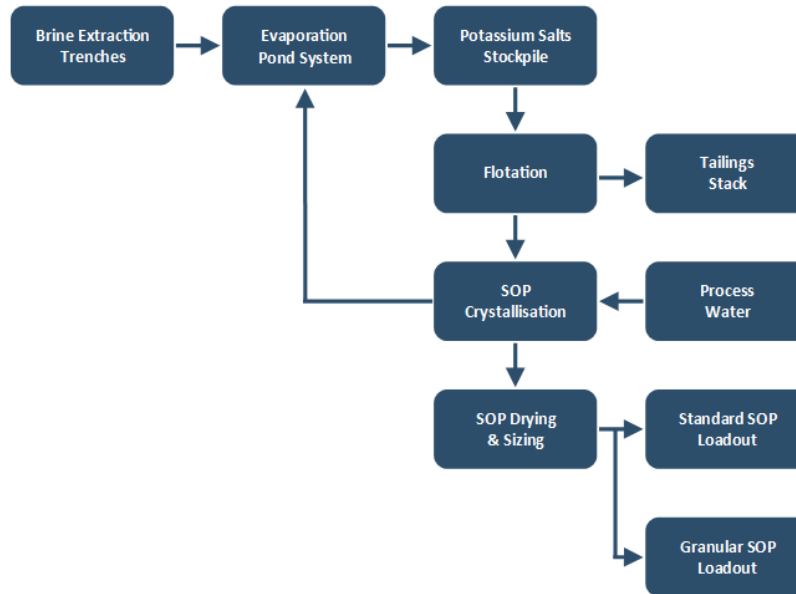 Brine Extraction
Trenches
Evaporation
Pond System
Potassium Salts
Stockpile
Flotation
Tailings
Stack
SOP
Crystallisation
Process
Water
SOP Drying
& Sizing
Standard SOP
Loadout
Granular SOP
Loadout